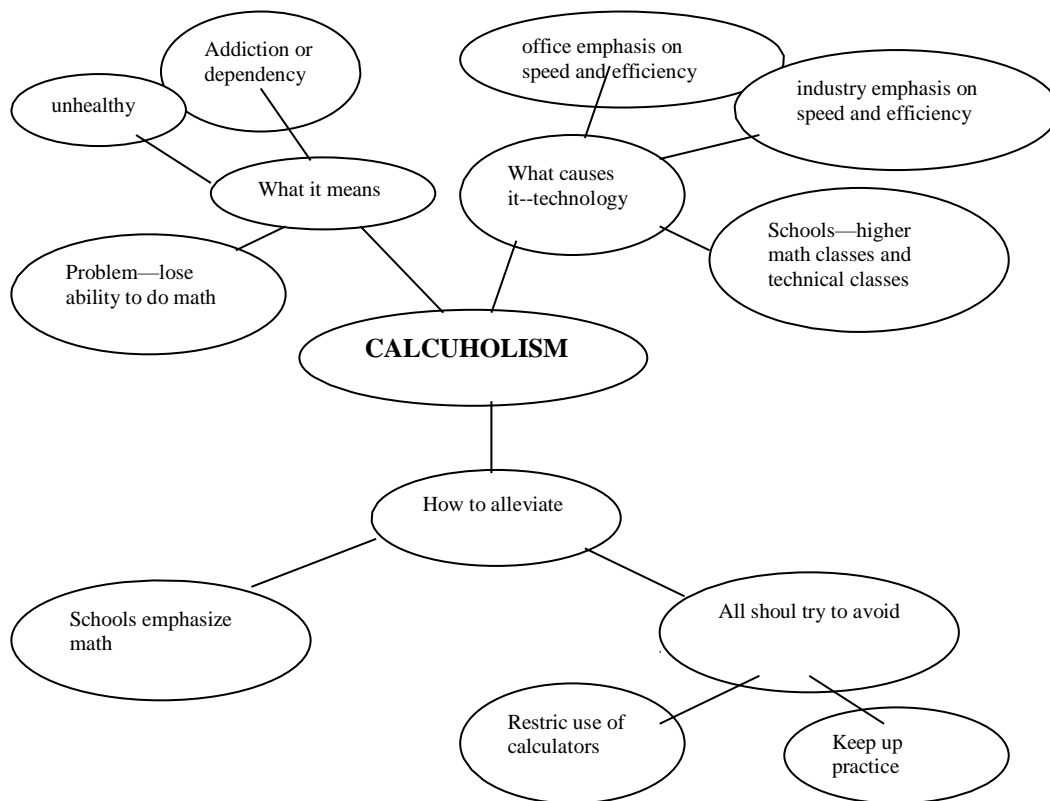 Addiction or
dependency
office emphasis on
speed and efficiency
unhealthy
industry emphasis on
speed and efficiency
What it means
What causes
it--technology
Schools—higher
math classes and
technical classes
Problem—lose
ability to do math
CALCUHOLISM
How to alleviate
Schools emphasize
math
All shoul try to avoid
Restric use of
calculators
Keep up
practice